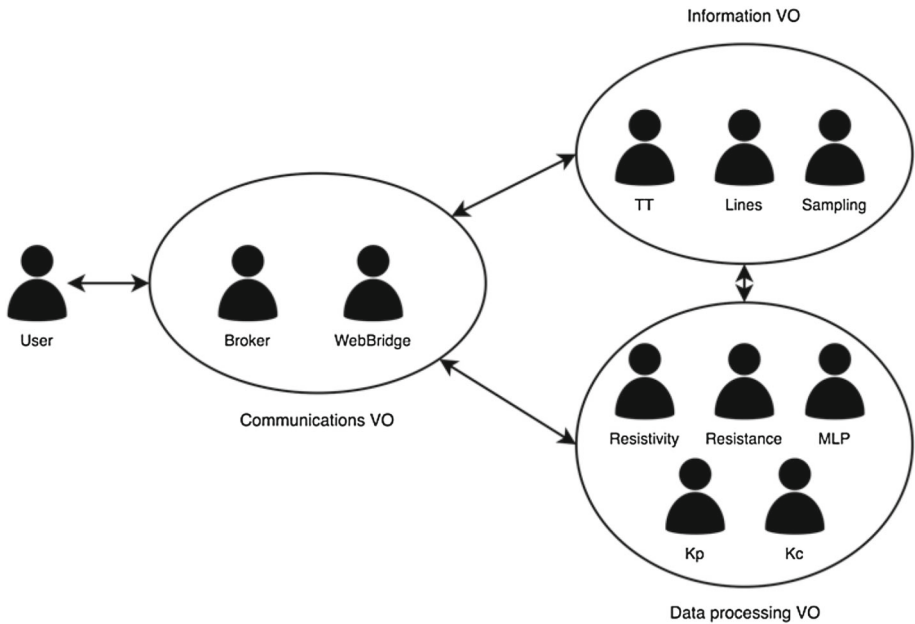 Information VO
TT Lines Sampling
User
Broker WebBridge
Communications VO
Resistivity Resistance MLP
Kp Kc
Data processing VO